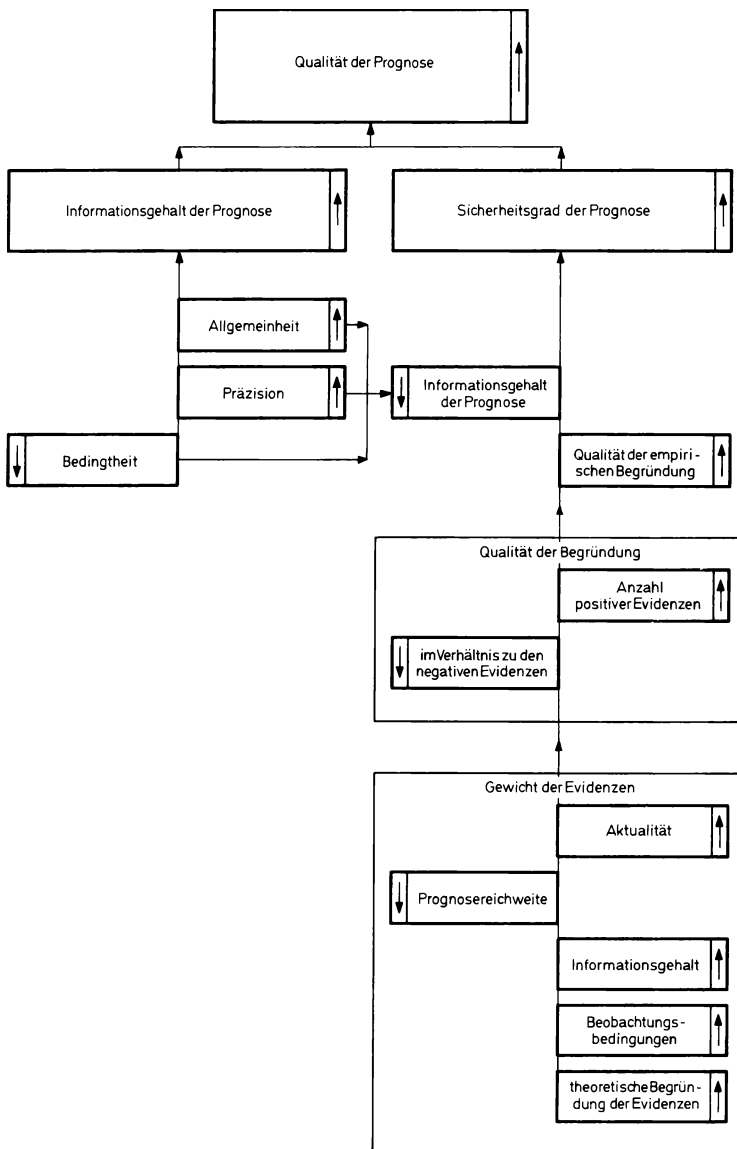 Qualität der Prognose
Informationsgehalt der Prognose
Sicherheitsgrad der Prognose
Allgemeinheit
Präzision
Informationsgehalt
der Prognose
Bedingtheit
Qualität der empiri-
schen Begründung
Qualität der Begründung
Anzahl
positiver Evidenzen
im Verhältnis zu den
negativen Evidenzen
Gewicht der Evidenzen
Aktualität
Prognosereichweite
Informationsgehalt
Beobachtungs-
bedingungen
theoretische Begrün-
dung der Evidenzen